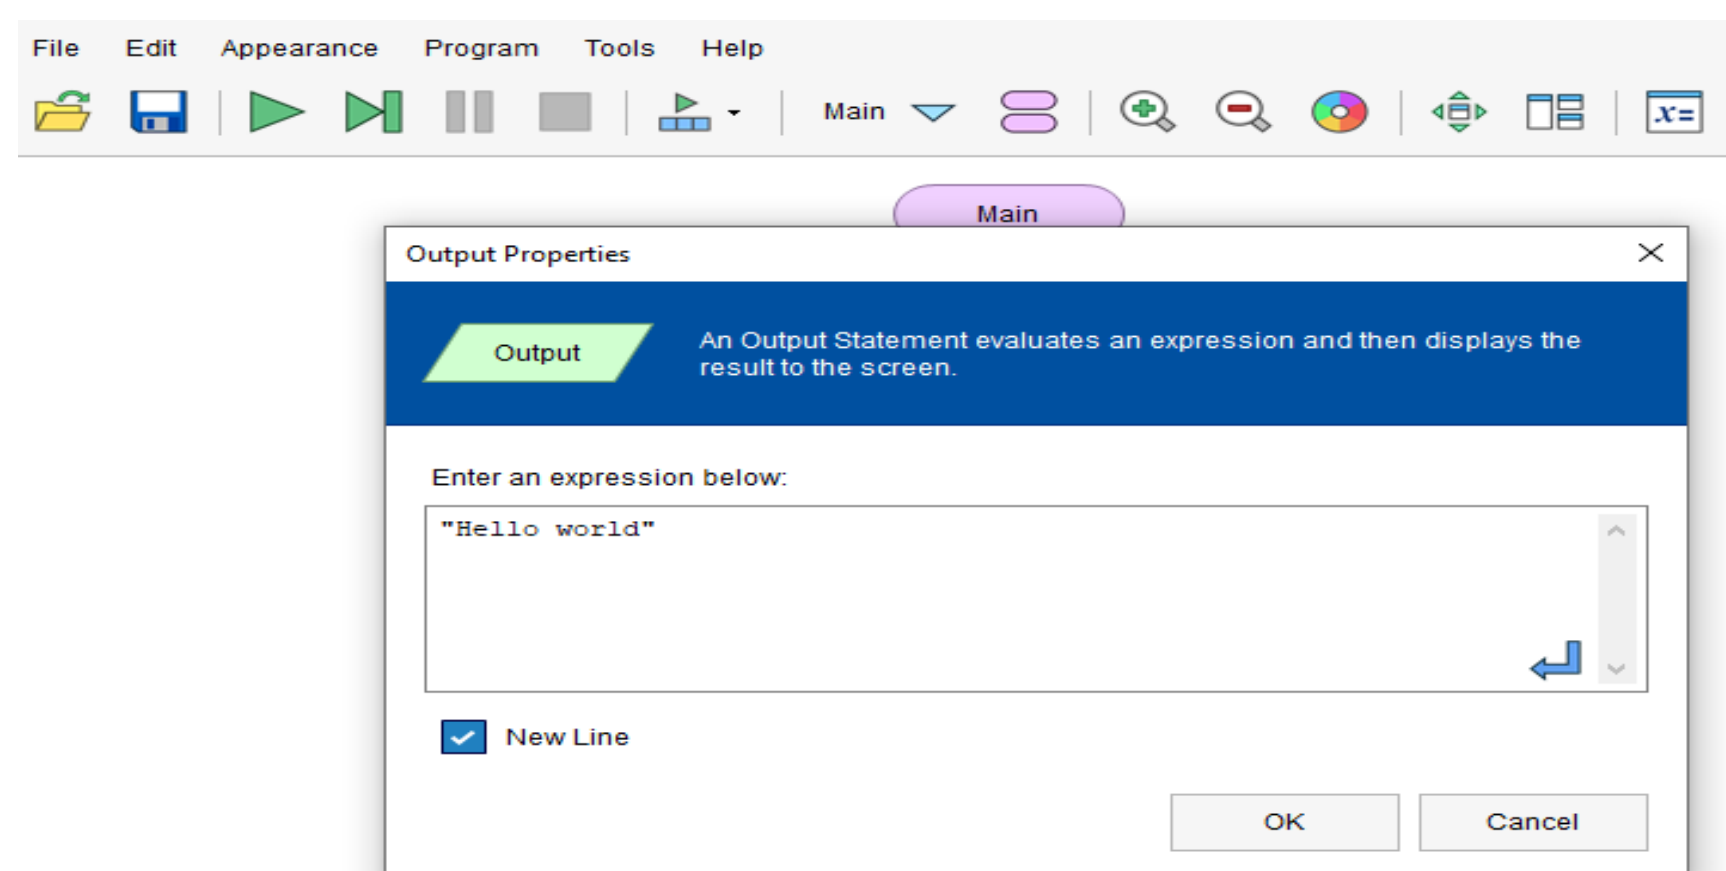 File Edit Appearance Program Tools Help
Main
x=
Main
Output Properties
Output
An Output Statement evaluates an expression and then displays the
result to the screen.
Enter an expression below:
"Hello world"
New Line
OK Cancel